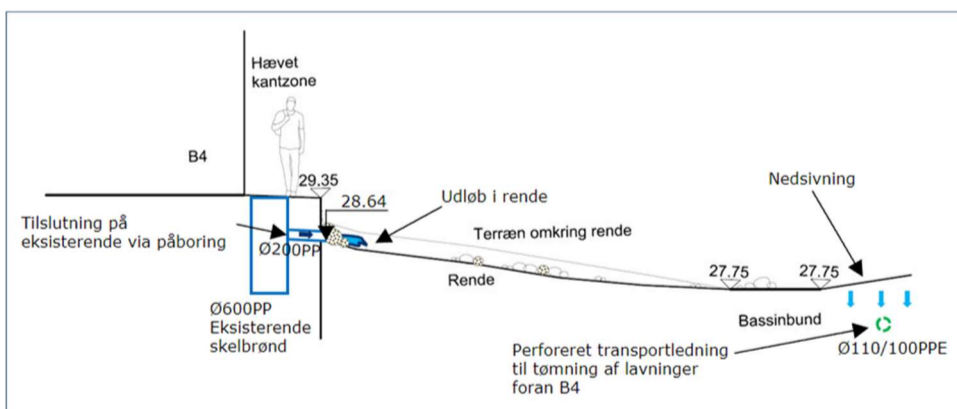 Hævet
kantzone
B4
29.35
28.64
Udløb i rende
Nedsivning
Tilslutning på
eksisterende via påboring
Ø200PP
Terræn omkring rende
Rende
27.75
27.75
Ø600PP
Eksisterende
skelbrønd
Bassinbund
Perforeret transportledning
til tømning af lavninger
foran B4
Ø110/100PPE